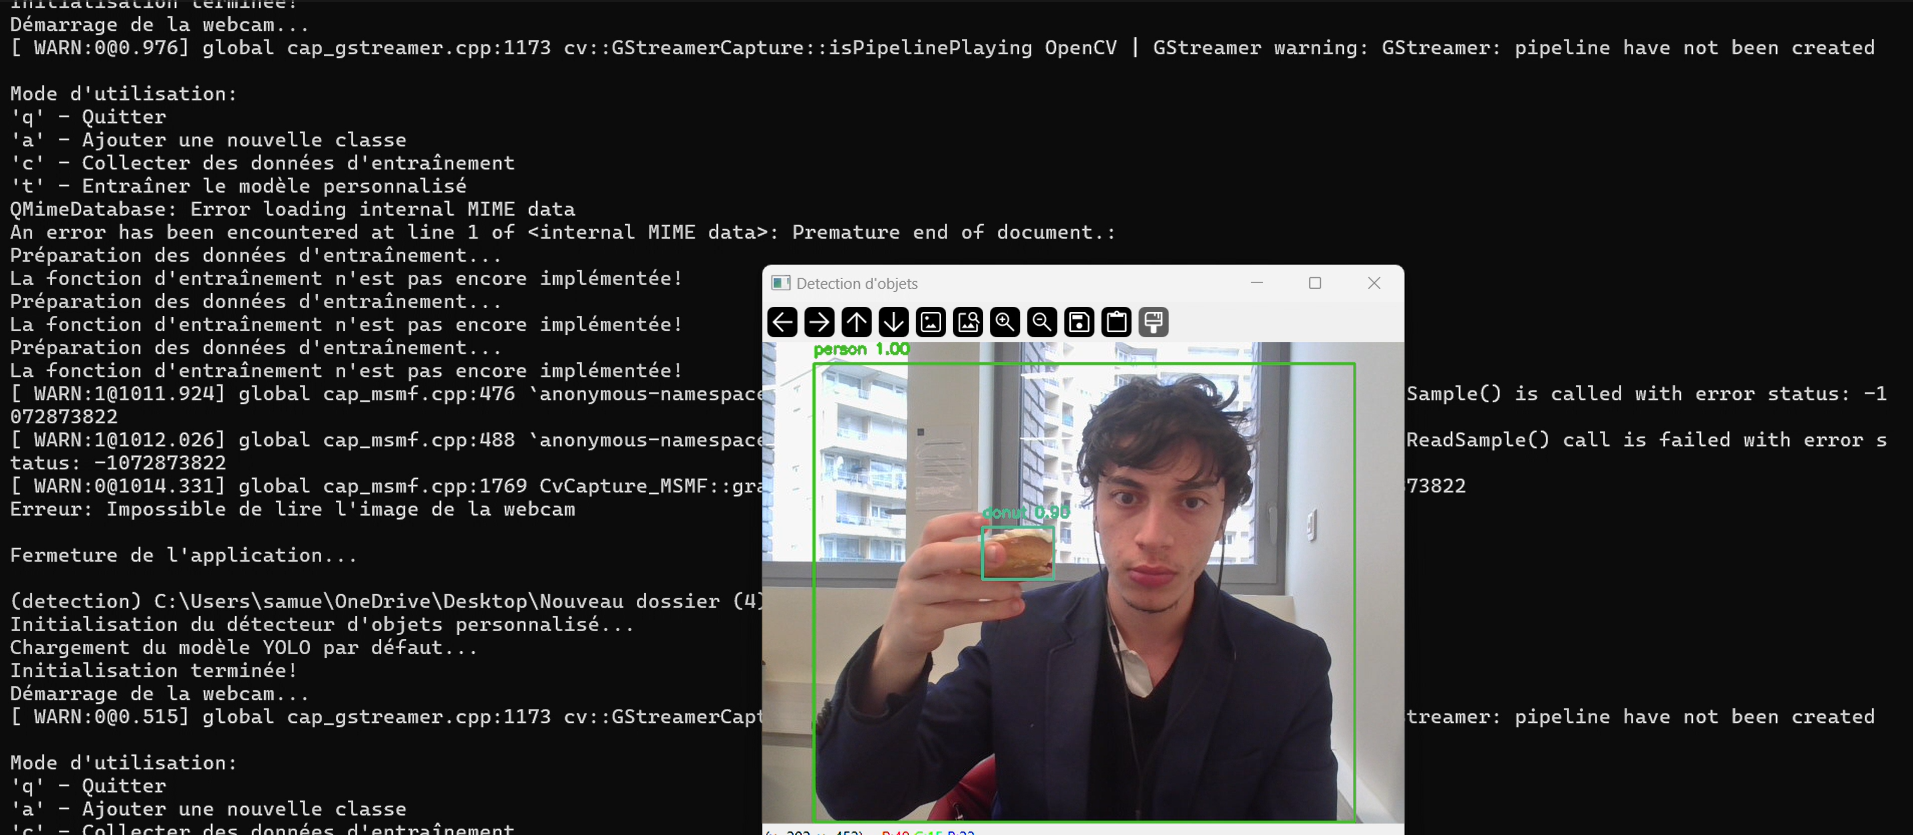 Initialisation terminée!
Démarrage de la webcam...
[ WARN:0@0.976] global cap_gstreamer.cpp:1173 cv::GStreamerCapture::isPipelinePlaying OpenCV | GStreamer warning: GStreamer: pipeline have not been created
Mode d'utilisation:
'q' - Quitter
'a' - Ajouter une nouvelle classe
'c' - Collecter des données d'entraînement
't' - Entraîner le modèle personnalisé
QMimeDatabase: Error loading internal MIME data
An error has been encountered at line 1 of <internal MIME data>: Premature end of document.:
Préparation des données d'entraînement...
La fonction d'entraînement n'est pas encore implémentée!
Préparation des données d'entraînement...
La fonction d'entraînement n'est pas encore implémentée!
Préparation des données d'entraînement...
La fonction d'entraînement n'est pas encore implémentée!
[ WARN:1@1011.924] global cap_msmf.cpp:476 `anonymous-namespace Sample() is called with error status: -1
072873822
[ WARN:1@1012.026] global cap_msmf.cpp:488 `anonymous-namespace ReadSample() call is failed with error s
tatus: -1072873822
[ WARN:0@1014.331] global cap_msmf.cpp:1769 CvCapture_MSMF::gra 73822
Erreur: Impossible de lire l'image de la webcam
Fermeture de l'application...
(detection) C:\Users\samue\OneDrive\Desktop\Nouveau dossier (4)
Initialisation du détecteur d'objets personnalisé...
Chargement du modèle YOLO par défaut...
Initialisation terminée!
Démarrage de la webcam...
[ WARN:0@0.515] global cap_gstreamer.cpp:1173 cv::GStreamerCapt treamer: pipeline have not been created
Mode d'utilisation:
'q' - Quitter
'a' - Ajouter une nouvelle classe
'c' - Collecter des données d'entraînement
Detection d'objets
person 1.00
donut 0.90